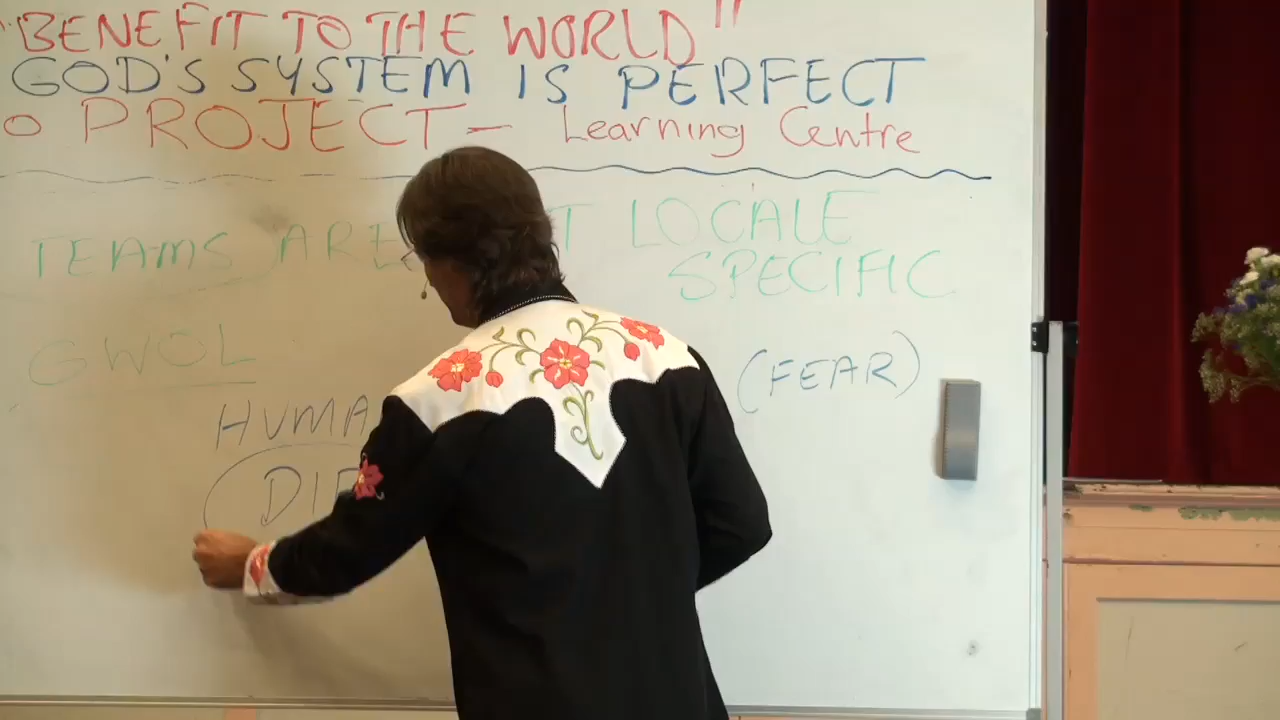 "BENEFIT TO THE WORLD"
GOD'S SYSTEM IS PERFECT
PROJECT - Learning Centre
TEAMS ARE LOCALE
SPECIFIC
GWOL
(FEAR)
HUMA